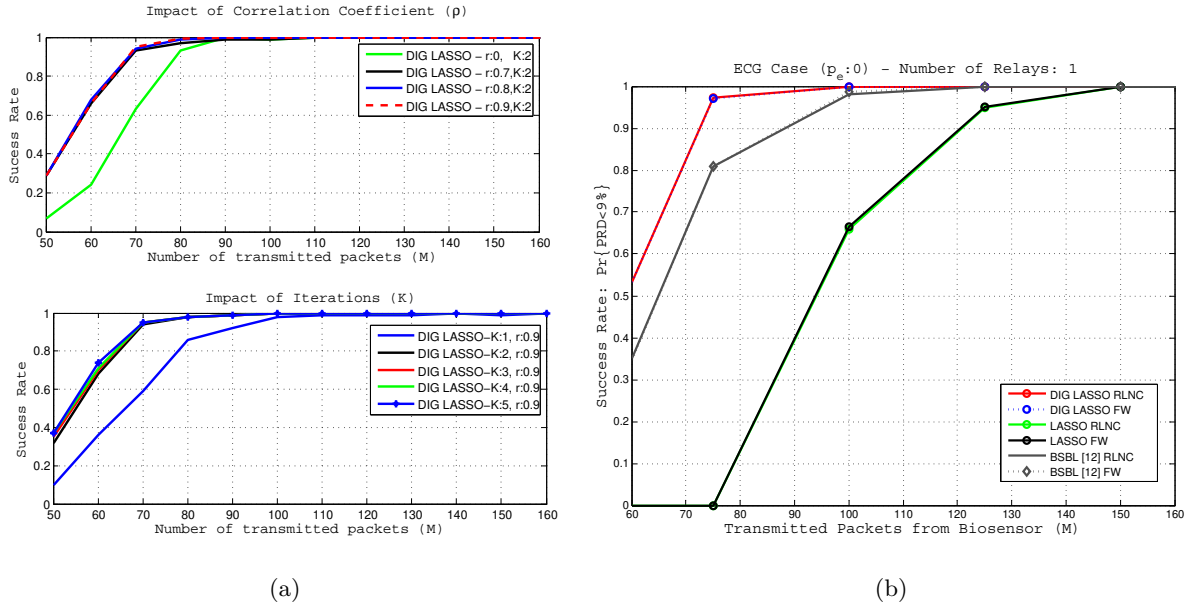 Impact of Correlation Coefficient (ρ)
1
0.8
0.6
0.4
0.2
0
Sucess Rate
DIG LASSO – r:0, K:2
DIG LASSO – r:0.7,K:2
DIG LASSO – r:0.8,K:2
DIG LASSO – r:0.9,K:2
50 60 70 80 90 100 110 120 130 140 150 160
Number of transmitted packets (M)
Impact of Iterations (K)
1
0.8
0.6
0.4
0.2
0
Sucess Rate
DIG LASSO–K:1, r:0.9
DIG LASSO–K:2, r:0.9
DIG LASSO–K:3, r:0.9
DIG LASSO–K:4, r:0.9
DIG LASSO–K:5, r:0.9
50 60 70 80 90 100 110 120 130 140 150 160
Number of transmitted packets (M)
(a)
ECG Case (p_e:0) - Number of Relays: 1
1
0.9
0.8
0.7
0.6
0.5
0.4
0.3
0.2
0.1
0
Success Rate: Pr{PRD<9%}
DIG LASSO RLNC
DIG LASSO FW
LASSO RLNC
LASSO FW
BSBL [12] RLNC
BSBL [12] FW
60 70 80 90 100 110 120 130 140 150 160
Transmitted Packets from Biosensor (M)
(b)